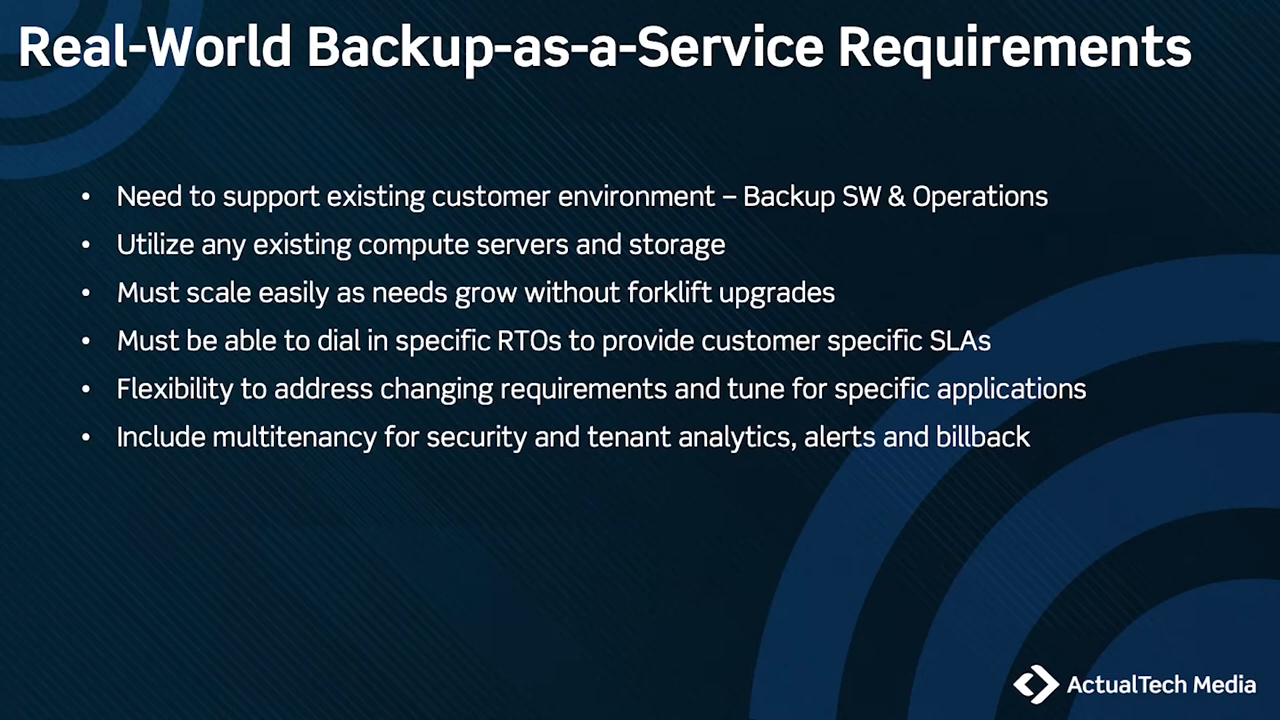 Real-World Backup-as-a-Service Requirements
• Need to support existing customer environment – Backup SW & Operations
• Utilize any existing compute servers and storage
• Must scale easily as needs grow without forklift upgrades
• Must be able to dial in specific RTOs to provide customer specific SLAs
• Flexibility to address changing requirements and tune for specific applications
• Include multitenancy for security and tenant analytics, alerts and billback
ActualTech Media